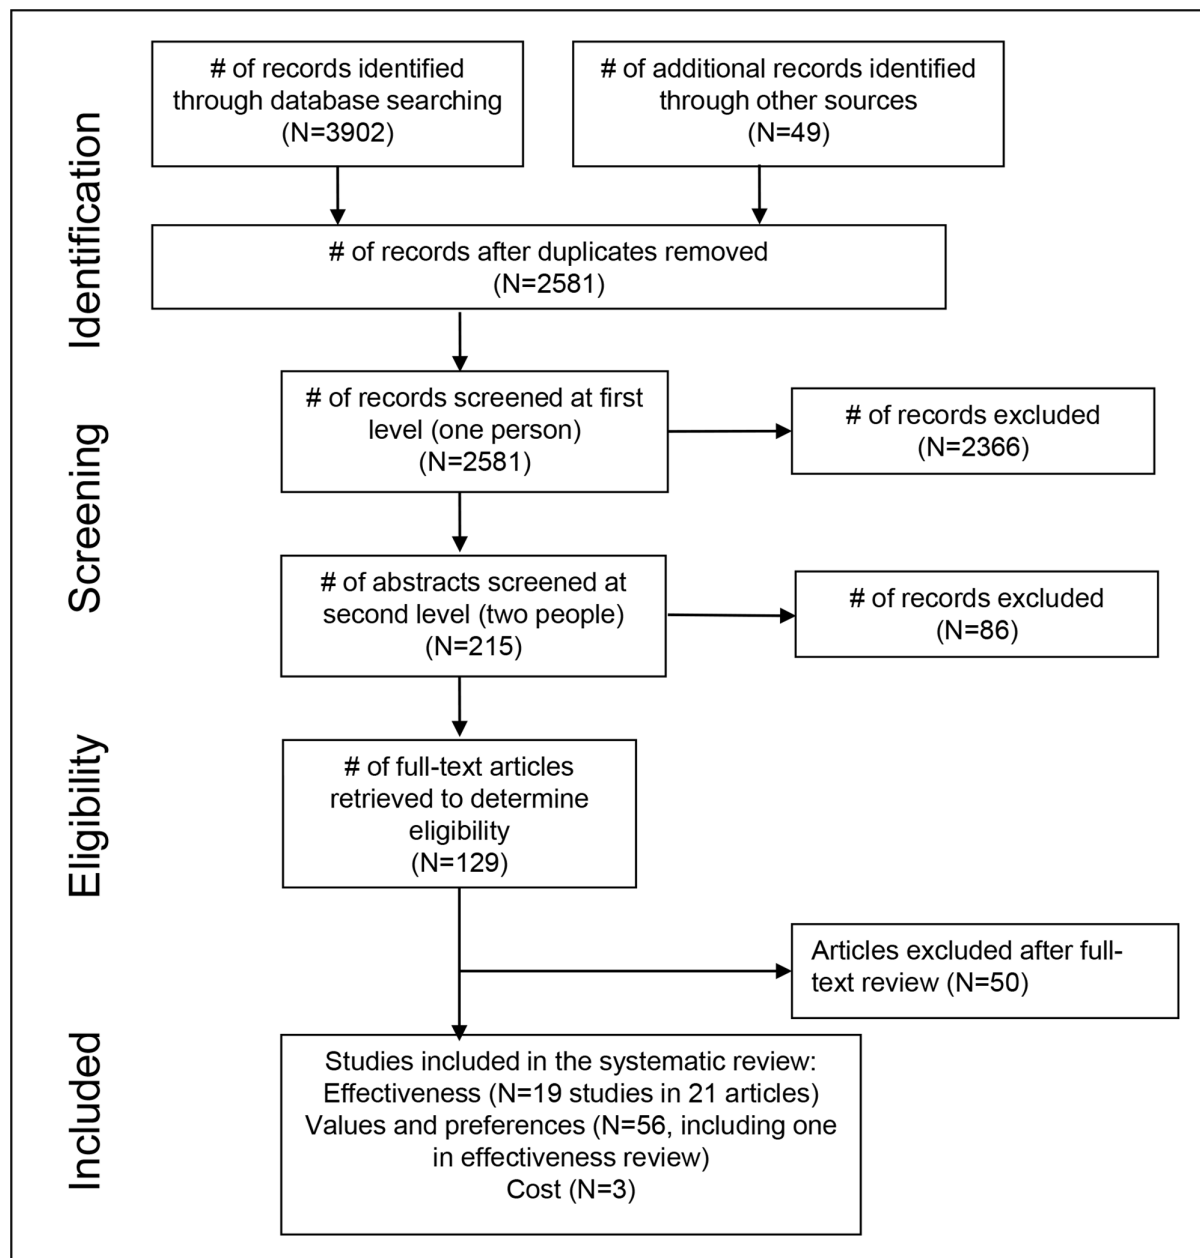 Identification
# of records identified
through database searching
(N=3902)
# of additional records identified
through other sources
(N=49)
# of records after duplicates removed
(N=2581)
Screening
# of records screened at first
level (one person)
(N=2581)
# of records excluded
(N=2366)
# of abstracts screened at
second level (two people)
(N=215)
# of records excluded
(N=86)
Eligibility
# of full-text articles
retrieved to determine
eligibility
(N=129)
Articles excluded after full-
text review (N=50)
Included
Studies included in the systematic review:
Effectiveness (N=19 studies in 21 articles)
Values and preferences (N=56, including one
in effectiveness review)
Cost (N=3)